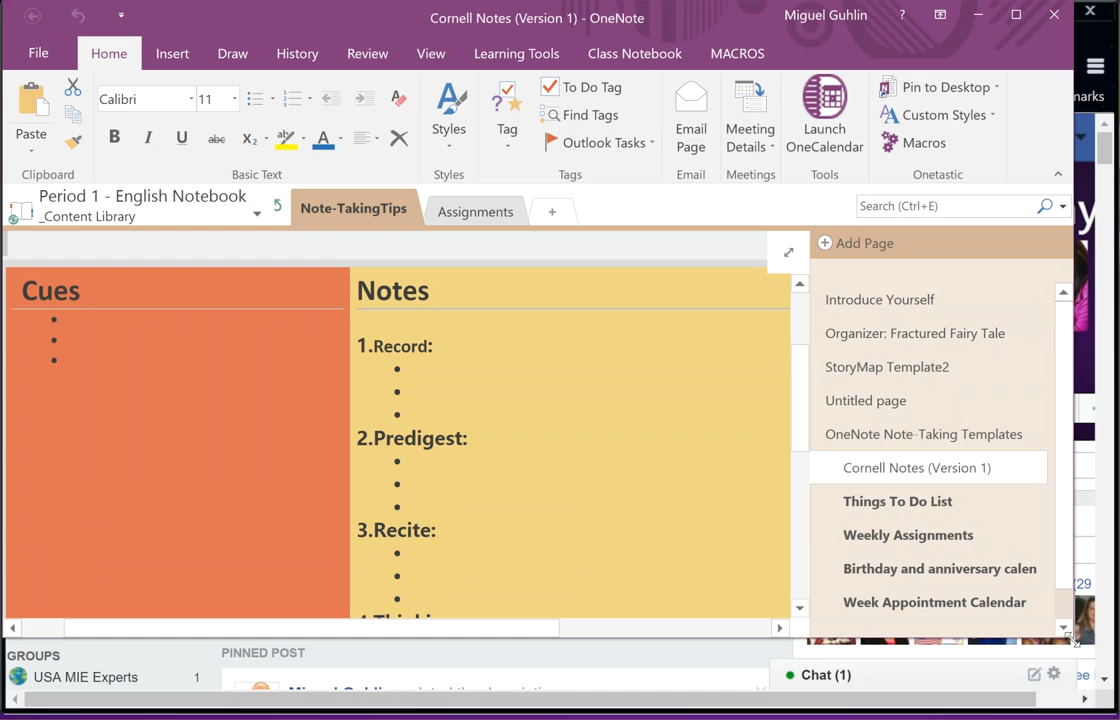 Cornell Notes (Version 1) - OneNote
Miguel Guhlin
?
File
Home
Insert
Draw
History
Review
View
Learning Tools
Class Notebook
MACROS
Paste
Clipboard
Calibri
11
B I U abc X₂ ab A
Basic Text
Styles
Styles
Tag
To Do Tag
Find Tags
Outlook Tasks
Tags
Email
Page
Email
Meeting
Details
Meetings
Launch
OneCalendar
Tools
Pin to Desktop
Custom Styles
Macros
Onetastic
Period 1 - English Notebook
_Content Library
Note-TakingTips
Assignments
+
Search (Ctrl+E)
Add Page
Cues
Notes
1.Record:
2.Predigest:
3.Recite:
Introduce Yourself
Organizer: Fractured Fairy Tale
StoryMap Template2
Untitled page
OneNote Note-Taking Templates
Cornell Notes (Version 1)
Things To Do List
Weekly Assignments
Birthday and anniversary calen
Week Appointment Calendar
GROUPS
USA MIE Experts
1
PINNED POST
Chat (1)
marks
y
(29